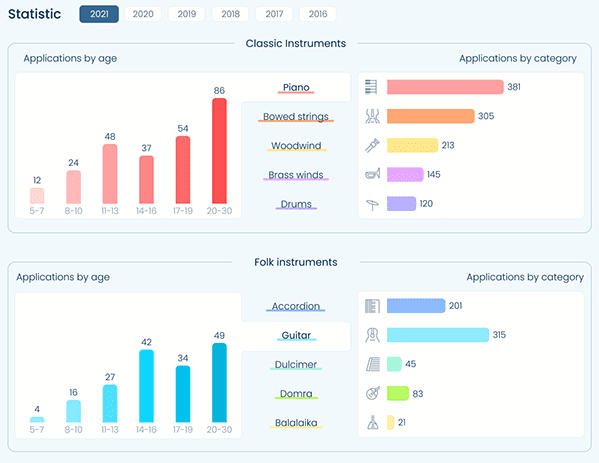 Statistic 2021 2020 2019 2018 2017 2016
Classic Instruments
Applications by age
12
24
48
37
54
86
5-7 8-10 11-13 14-16 17-19 20-30
Piano
Bowed strings
Woodwind
Brass winds
Drums
Applications by category
381
305
213
145
120
Folk instruments
Applications by age
4
16
27
42
34
49
5-7 8-10 11-13 14-16 17-19 20-30
Accordion
Guitar
Dulcimer
Domra
Balalaika
Applications by category
201
315
45
83
21